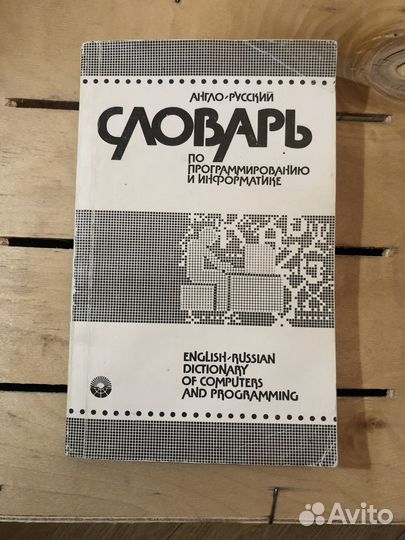 АНГЛО-РУССКИЙ
СЛОВАРЬ
ПО
ПРОГРАММИРОВАНИЮ
И ИНФОРМАТИКЕ
ENGLISH-RUSSIAN
DICTIONARY
OF COMPUTERS
AND PROGRAMMING
Avito